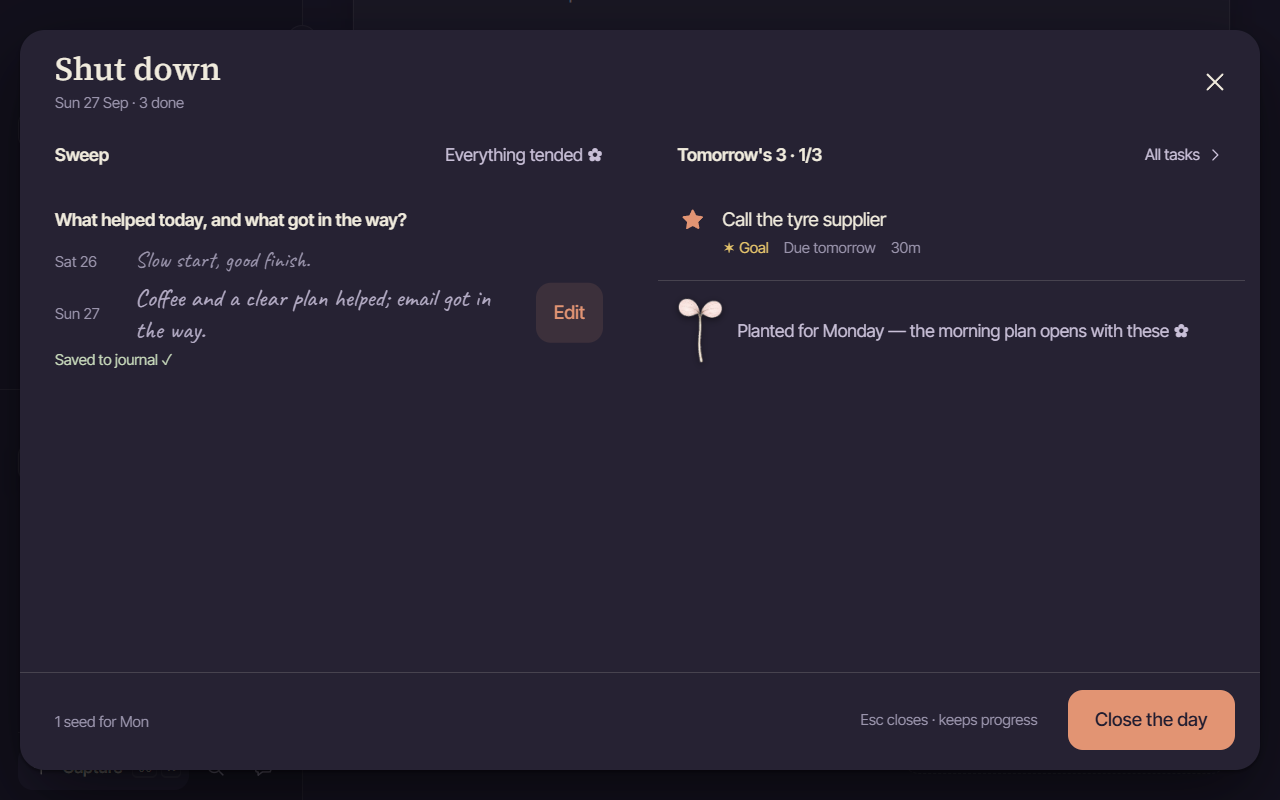 Shut down
Sun 27 Sep · 3 done
Sweep
Everything tended ✿
What helped today, and what got in the way?
Sat 26
Slow start, good finish.
Sun 27
Coffee and a clear plan helped; email got in
the way.
Edit
Saved to journal ✓
Tomorrow's 3 · 1/3
All tasks
Call the tyre supplier
✶ Goal Due tomorrow 30m
Planted for Monday — the morning plan opens with these ✿
1 seed for Mon
Esc closes · keeps progress
Close the day
Capture